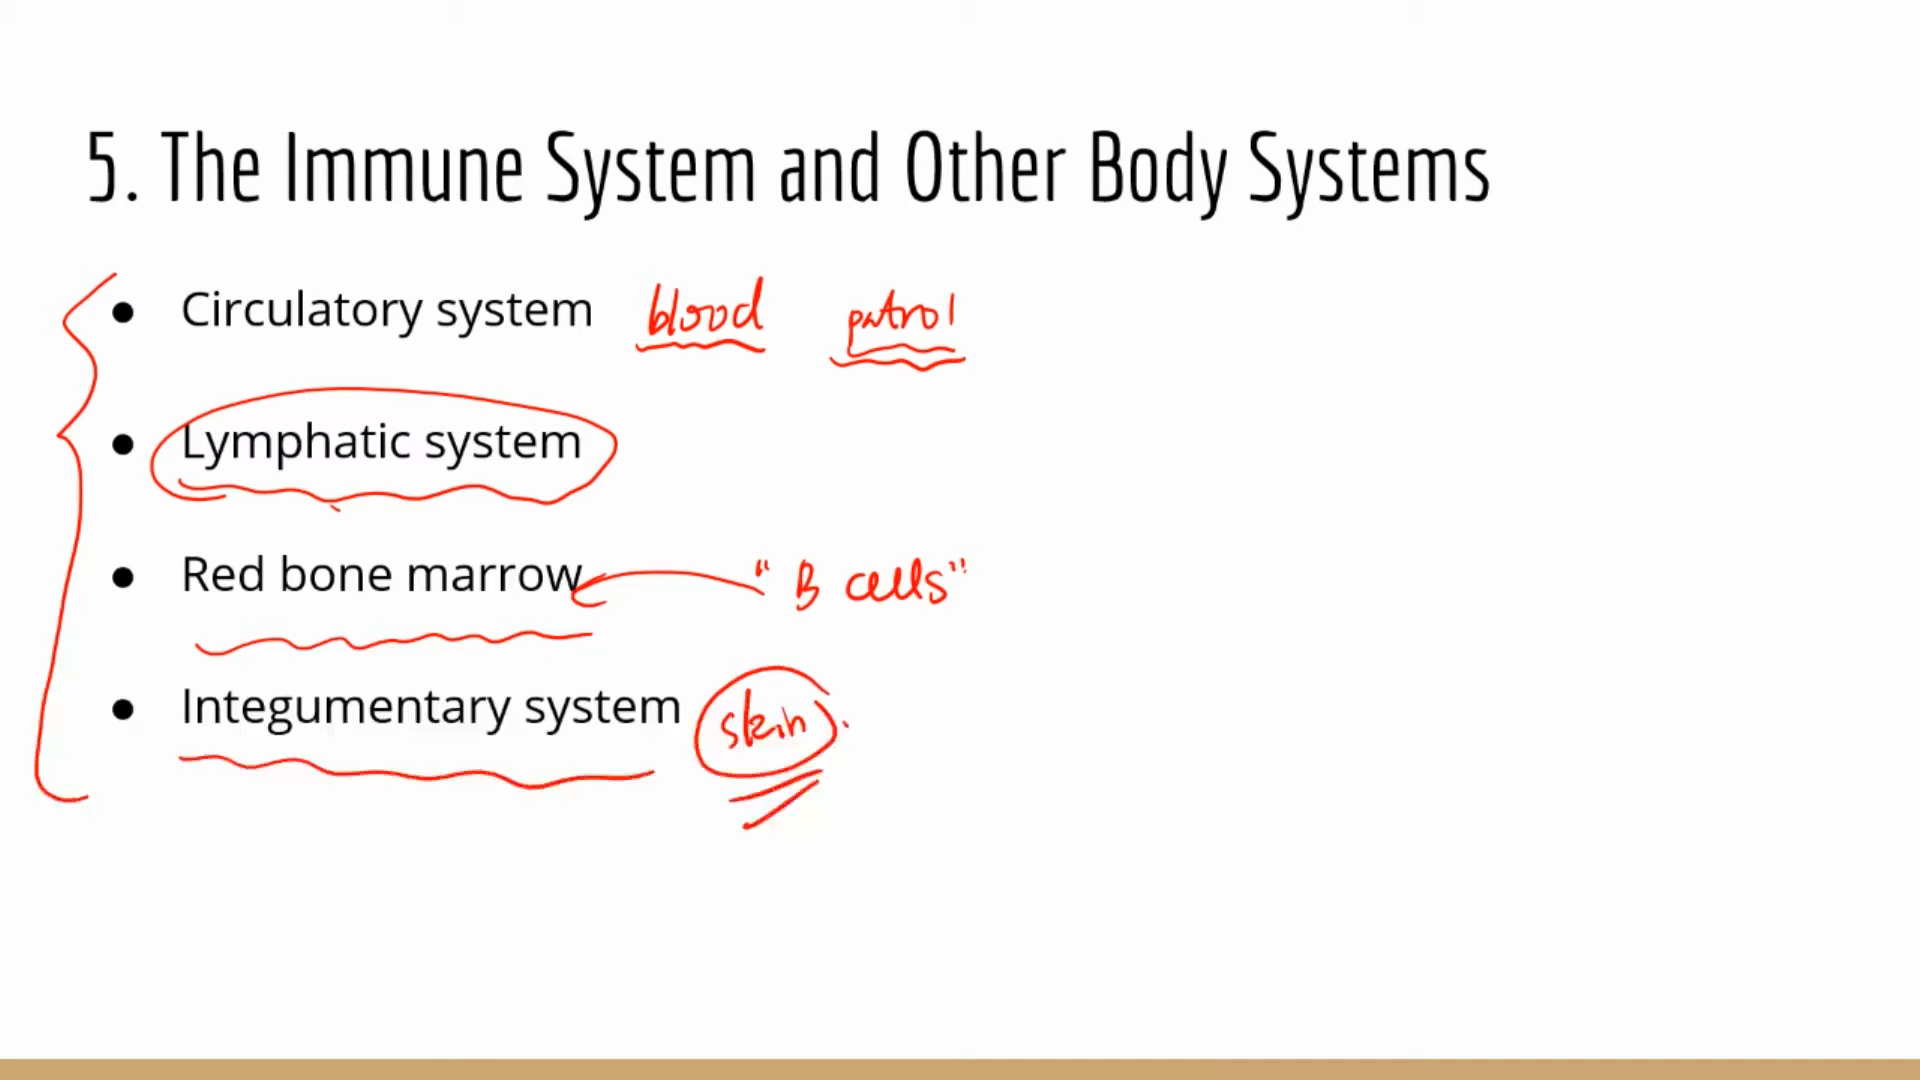 5. The Immune System and Other Body Systems
● Circulatory system blood patrol
● Lymphatic system
● Red bone marrow "B cells"
● Integumentary system skin